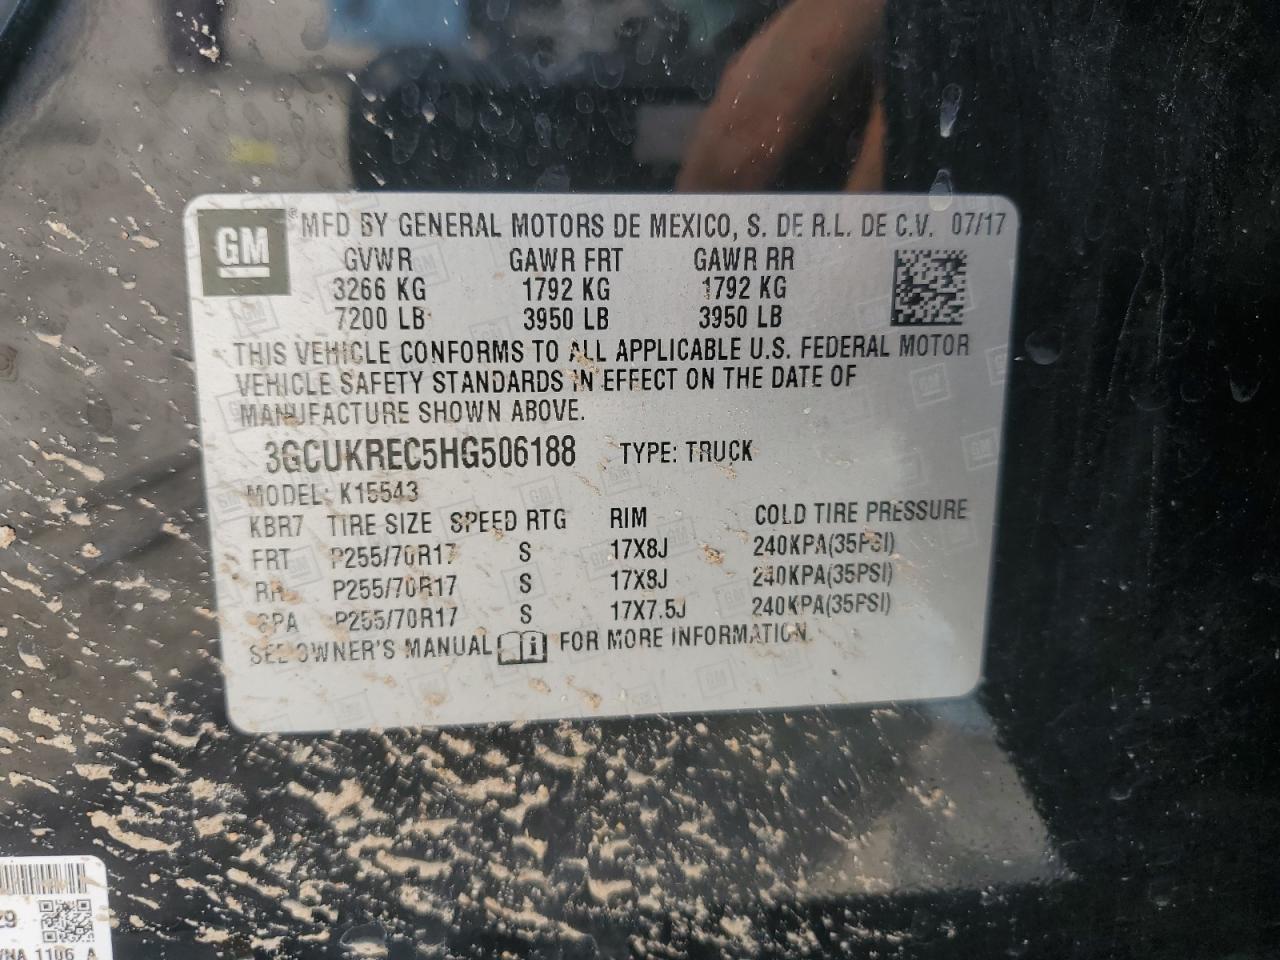 GM ® MFD BY GENERAL MOTORS DE MEXICO, S. DE R.L. DE C.V. 07/17
GVWR GAWR FRT GAWR RR
3266 KG 1792 KG 1792 KG
7200 LB 3950 LB 3950 LB
THIS VEHICLE CONFORMS TO ALL APPLICABLE U.S. FEDERAL MOTOR
VEHICLE SAFETY STANDARDS IN EFFECT ON THE DATE OF
MANUFACTURE SHOWN ABOVE.
3GCUKREC5HG506188 TYPE: TRUCK
MODEL: K15543
KBR7 TIRE SIZE SPEED RTG RIM COLD TIRE PRESSURE
FRT P255/70R17 S 17X8J 240KPA(35PSI)
RR P255/70R17 S 17X8J 240KPA(35PSI)
SPA P255/70R17 S 17X7.5J 240KPA(35PSI)
SEE OWNER'S MANUAL i FOR MORE INFORMATION.
1106 A